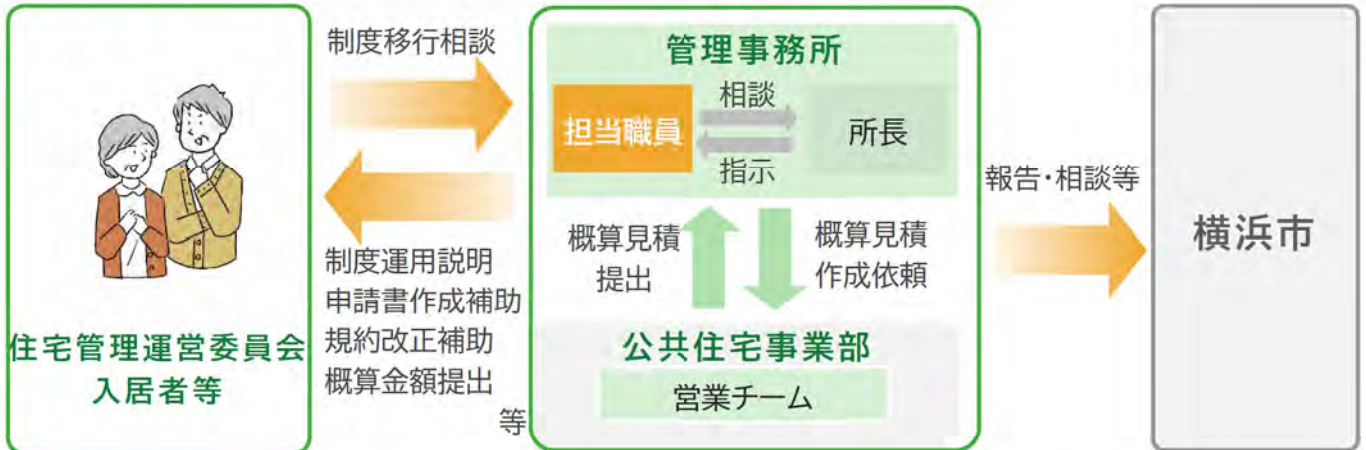 制度移行相談
制度運用説明
申請書作成補助
規約改正補助
概算金額提出
等
住宅管理運営委員会
入居者等
管理事務所
担当職員
相談
指示
所長
概算見積
提出
概算見積
作成依頼
公共住宅事業部
営業チーム
報告・相談等
横浜市